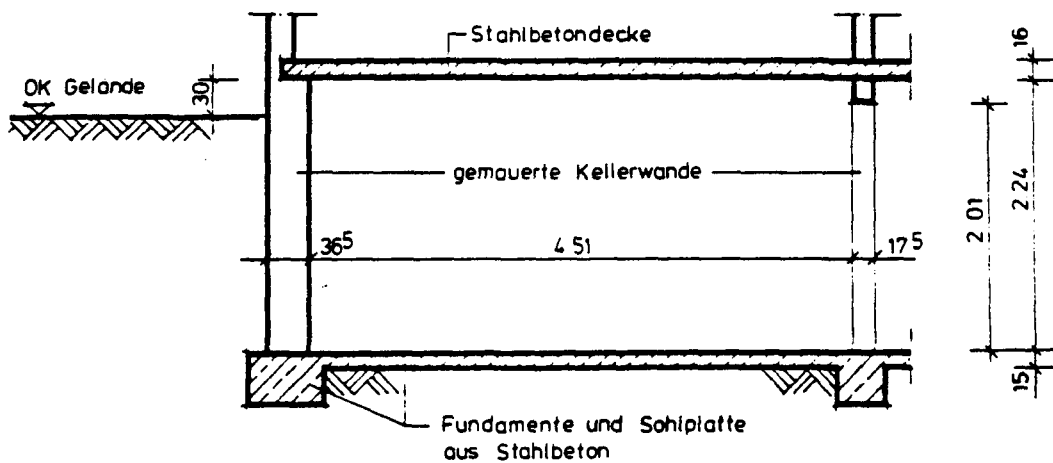 Stahlbetondecke
16
OK Gelände
30
gemauerte Kellerwande
2 01
2 24
36⁵
4 51
17⁵
15
Fundamente und Sohlplatte
aus Stahlbeton